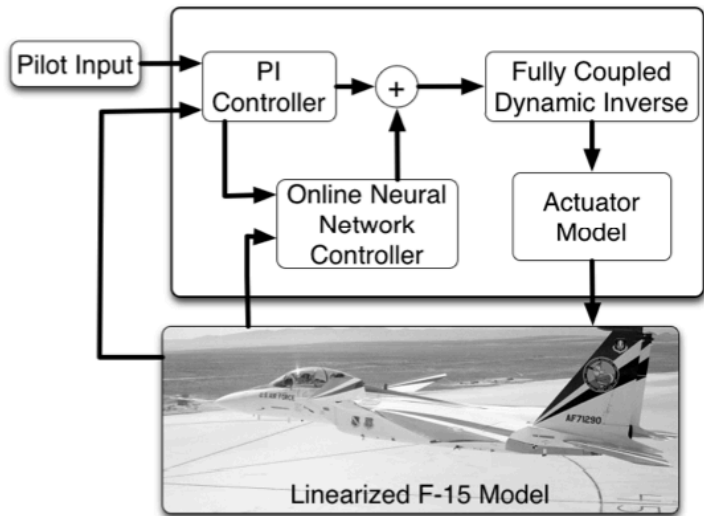 Pilot Input
PI
Controller
+
Fully Coupled
Dynamic Inverse
Online Neural
Network
Controller
Actuator
Model
U.S. AIR FORCE
AF71290
Linearized F-15 Model